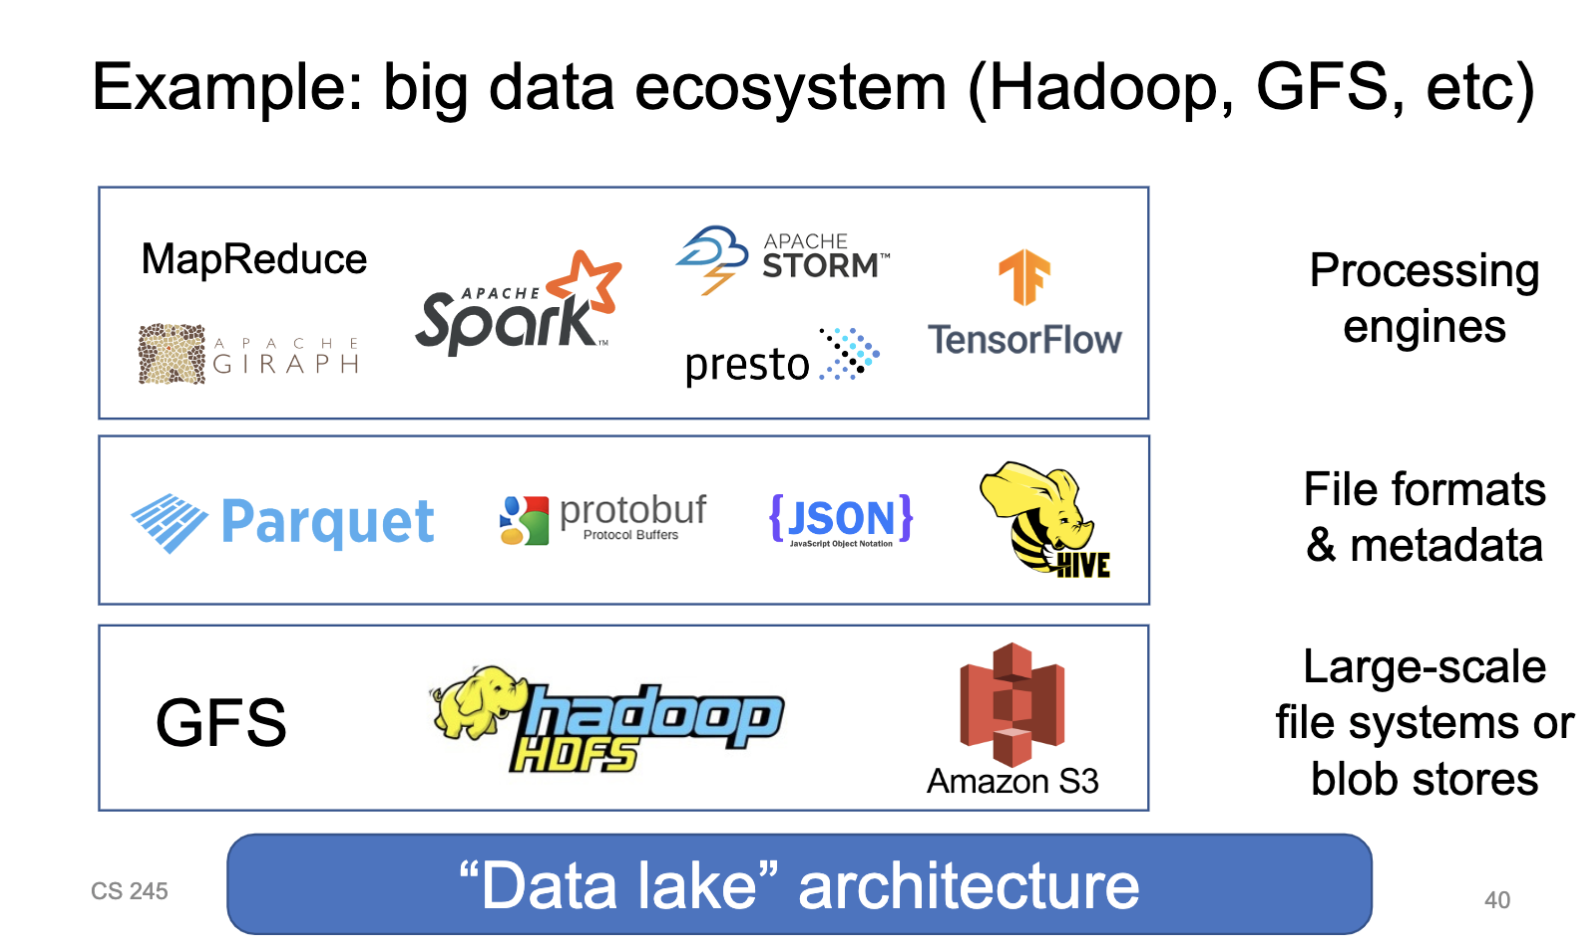 Example: big data ecosystem (Hadoop, GFS, etc)
MapReduce
APACHE
GIRAPH
APACHE
Spark™
APACHE
STORM™
presto
TensorFlow
Processing
engines
Parquet
protobuf
Protocol Buffers
{JSON}
JavaScript Object Notation
HIVE
File formats
& metadata
GFS
hadoop
HDFS
Amazon S3
Large-scale
file systems or
blob stores
“Data lake” architecture
CS 245
40